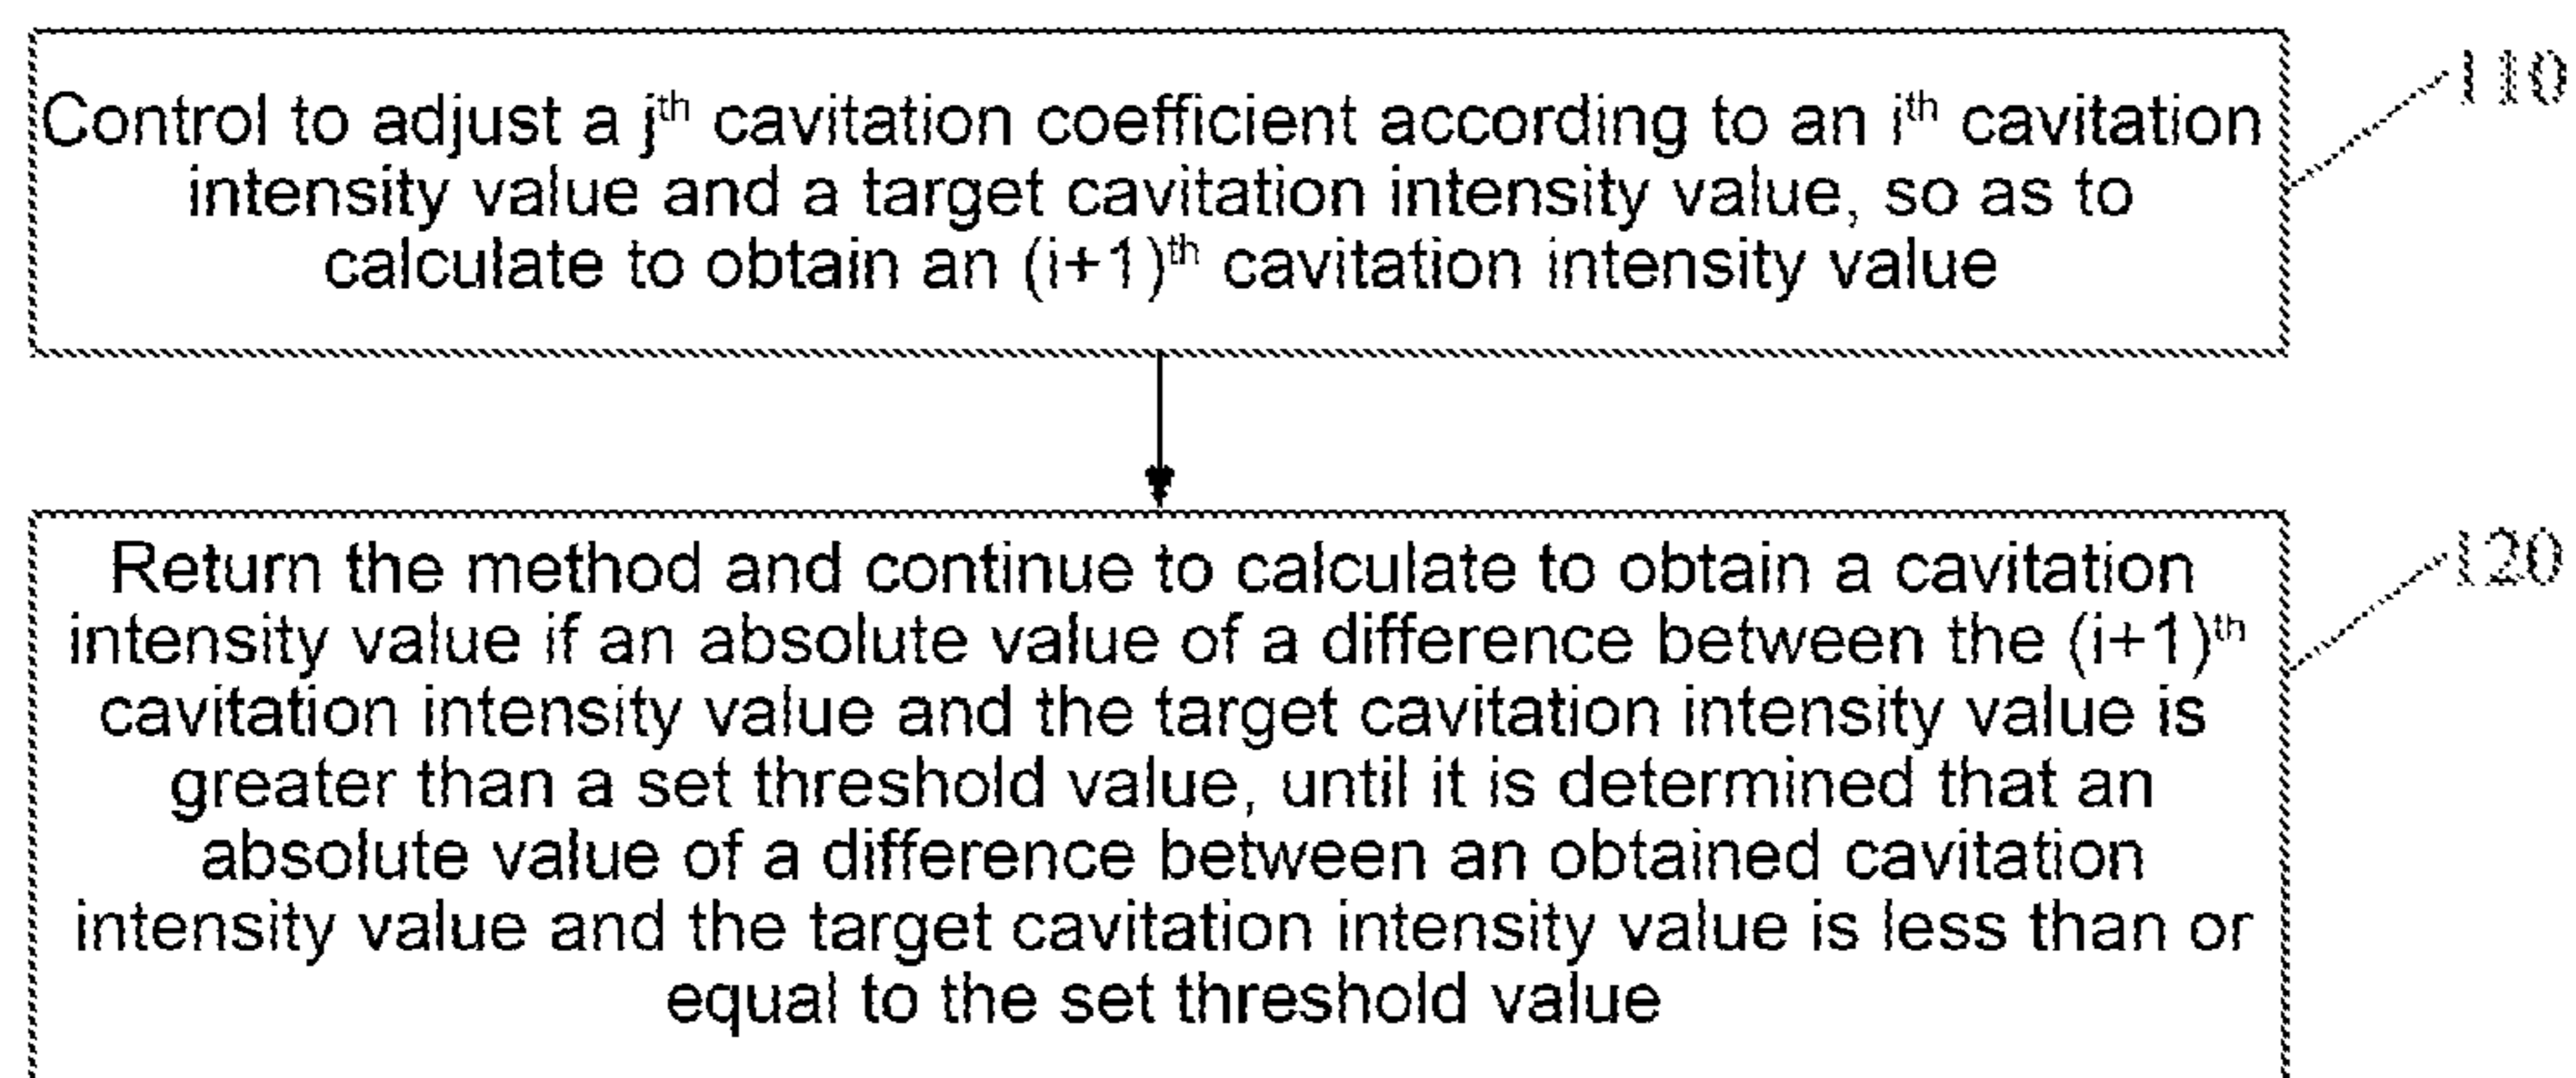 Control to adjust a jth cavitation coefficient according to an ith cavitation
intensity value and a target cavitation intensity value, so as to
calculate to obtain an (i+1)th cavitation intensity value
110
Return the method and continue to calculate to obtain a cavitation
intensity value if an absolute value of a difference between the (i+1)th
cavitation intensity value and the target cavitation intensity value is
greater than a set threshold value, until it is determined that an
absolute value of a difference between an obtained cavitation
intensity value and the target cavitation intensity value is less than or
equal to the set threshold value
120